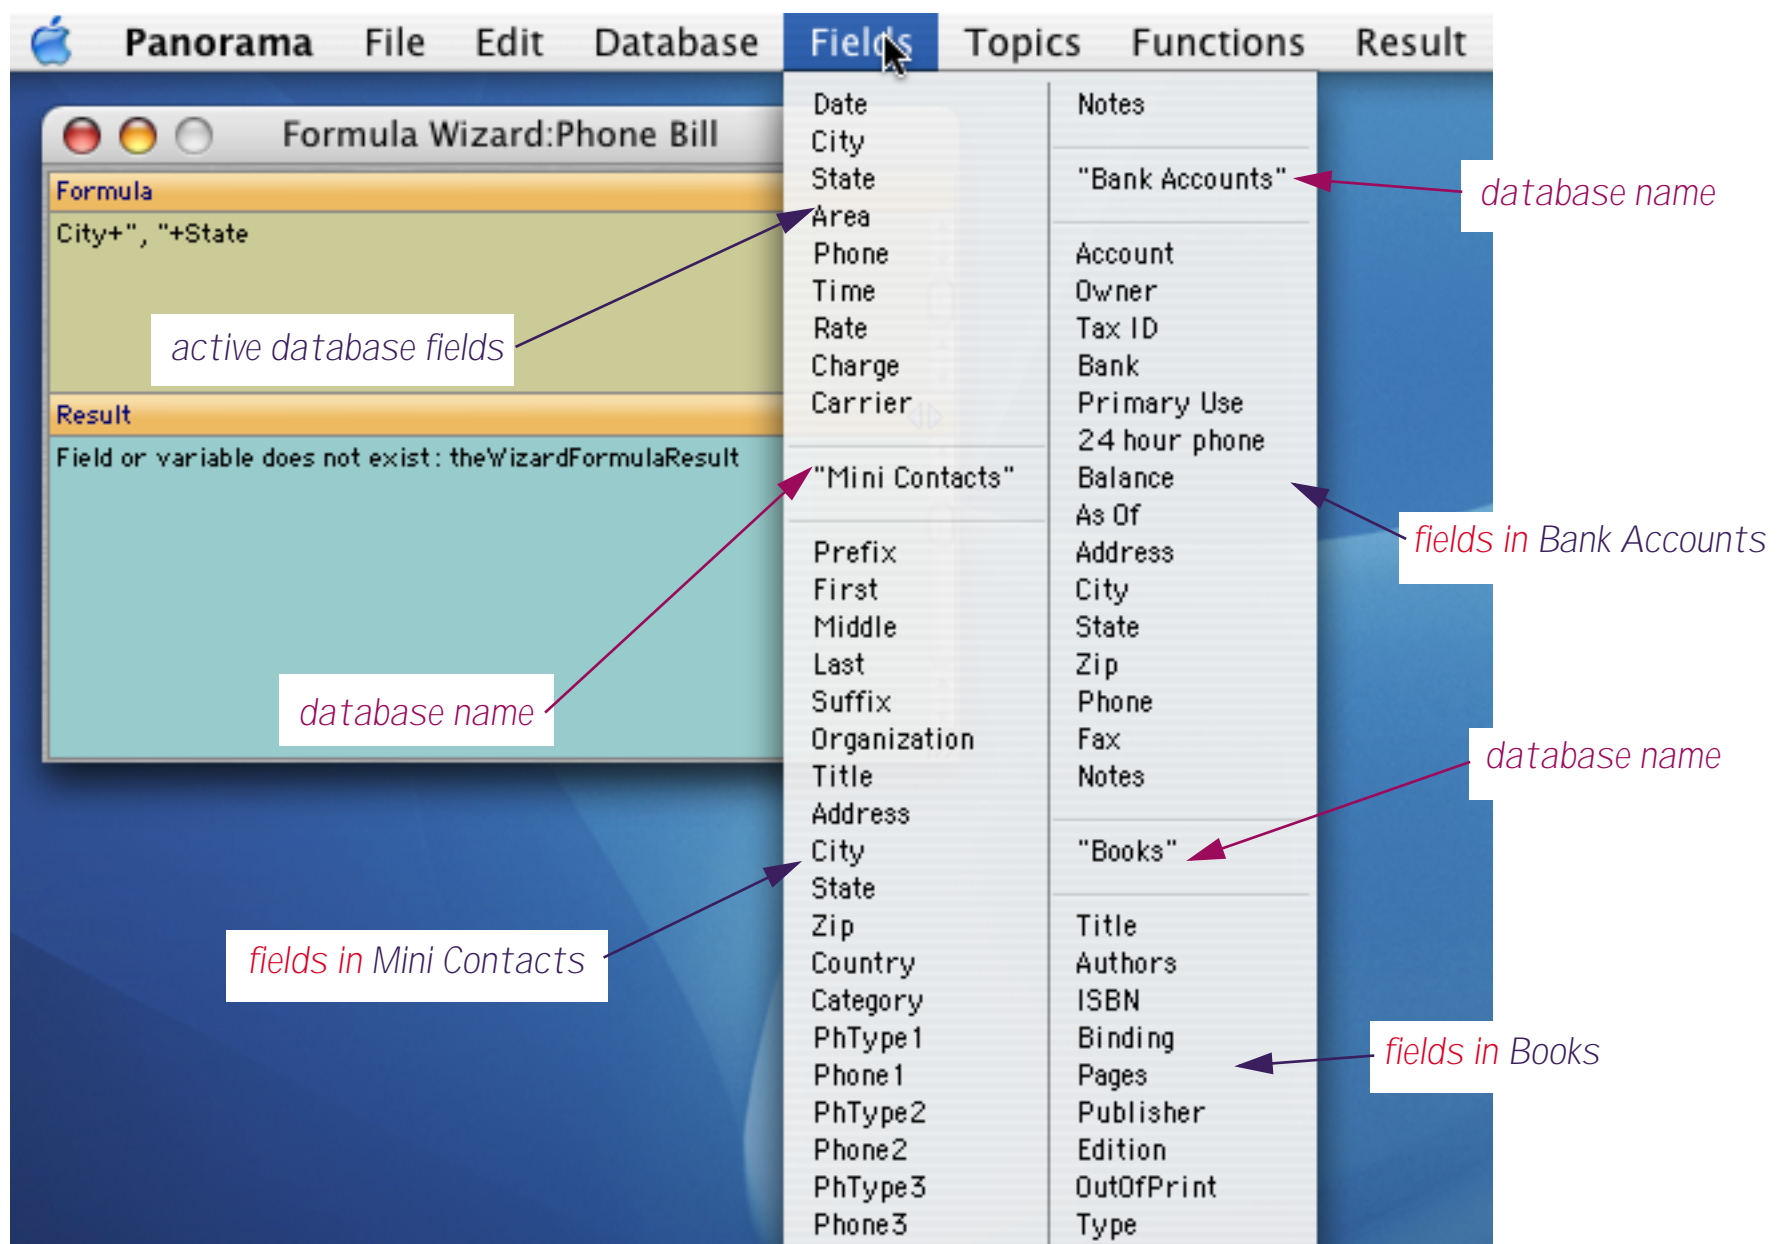 Panorama File Edit Database Fields Topics Functions Result
Formula Wizard:Phone Bill
Formula
City+", "+State
active database fields
Result
Field or variable does not exist: theWizardFormulaResult
database name
fields in Mini Contacts
Date
City
State
Area
Phone
Time
Rate
Charge
Carrier
"Mini Contacts"
Prefix
First
Middle
Last
Suffix
Organization
Title
Address
City
State
Zip
Country
Category
PhType1
Phone1
PhType2
Phone2
PhType3
Phone3
Notes
"Bank Accounts"
Account
Owner
Tax ID
Bank
Primary Use
24 hour phone
Balance
As Of
Address
City
State
Zip
Phone
Fax
Notes
"Books"
Title
Authors
ISBN
Binding
Pages
Publisher
Edition
OutOfPrint
Type
database name
fields in Bank Accounts
database name
fields in Books